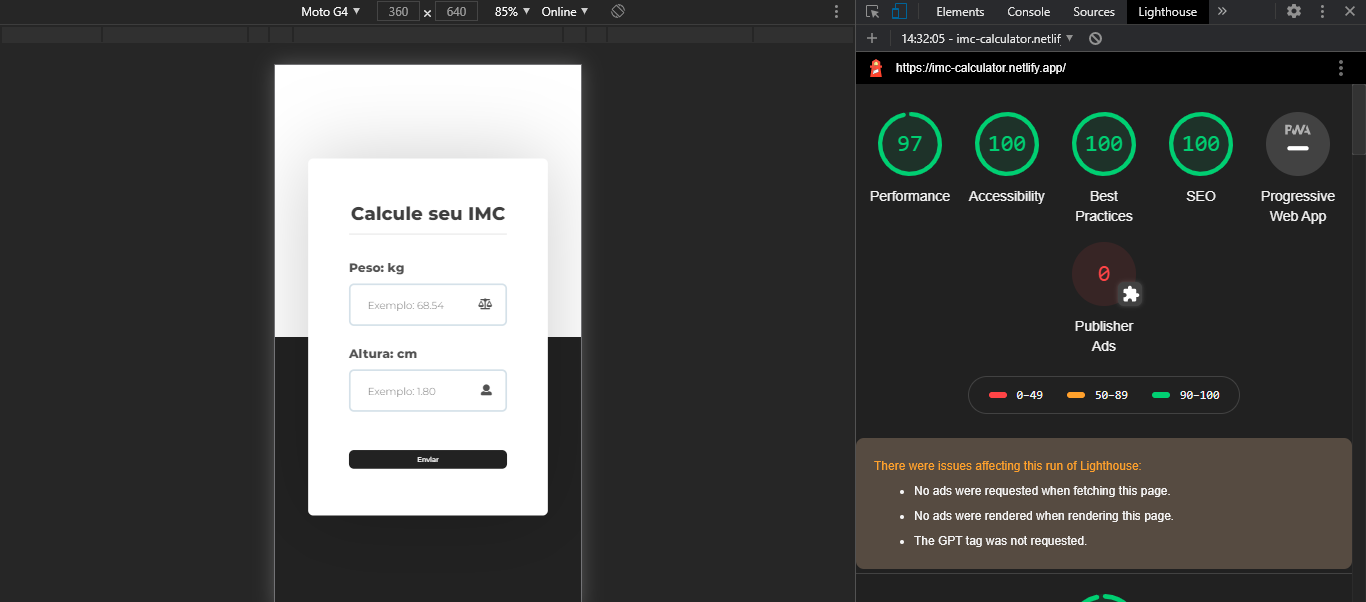 Moto G4 ▼ 360 × 640 85% ▼ Online ▼
Elements Console Sources Lighthouse »
14:32:05 - imc-calculator.netlif ▼
https://imc-calculator.netlify.app/
97 100 100 100 PWA
Performance Accessibility Best Practices SEO Progressive Web App
0
Publisher Ads
0–49 50–89 90–100
There were issues affecting this run of Lighthouse:
• No ads were requested when fetching this page.
• No ads were rendered when rendering this page.
• The GPT tag was not requested.
Calcule seu IMC
Peso: kg
Exemplo: 68,54
Altura: cm
Exemplo: 1.80
Enviar